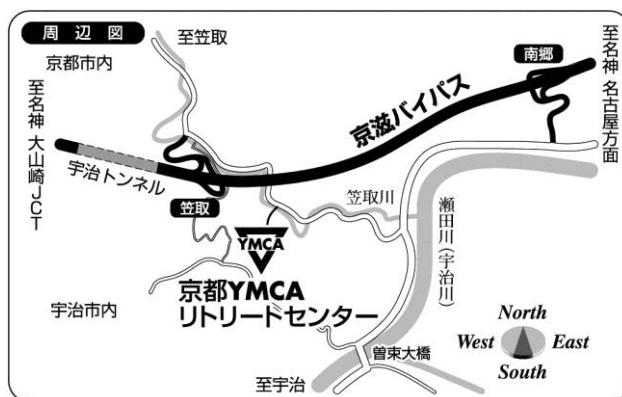 周辺図
至笠取
京都市内
南郷
至名神 名古屋方面
京滋バイパス
至名神 大山崎JCT
宇治トンネル
笠取
笠取川
瀬田川(宇治川)
YMCA
京都YMCA
リトリートセンター
宇治市内
曽束大橋
至宇治
North
West
East
South